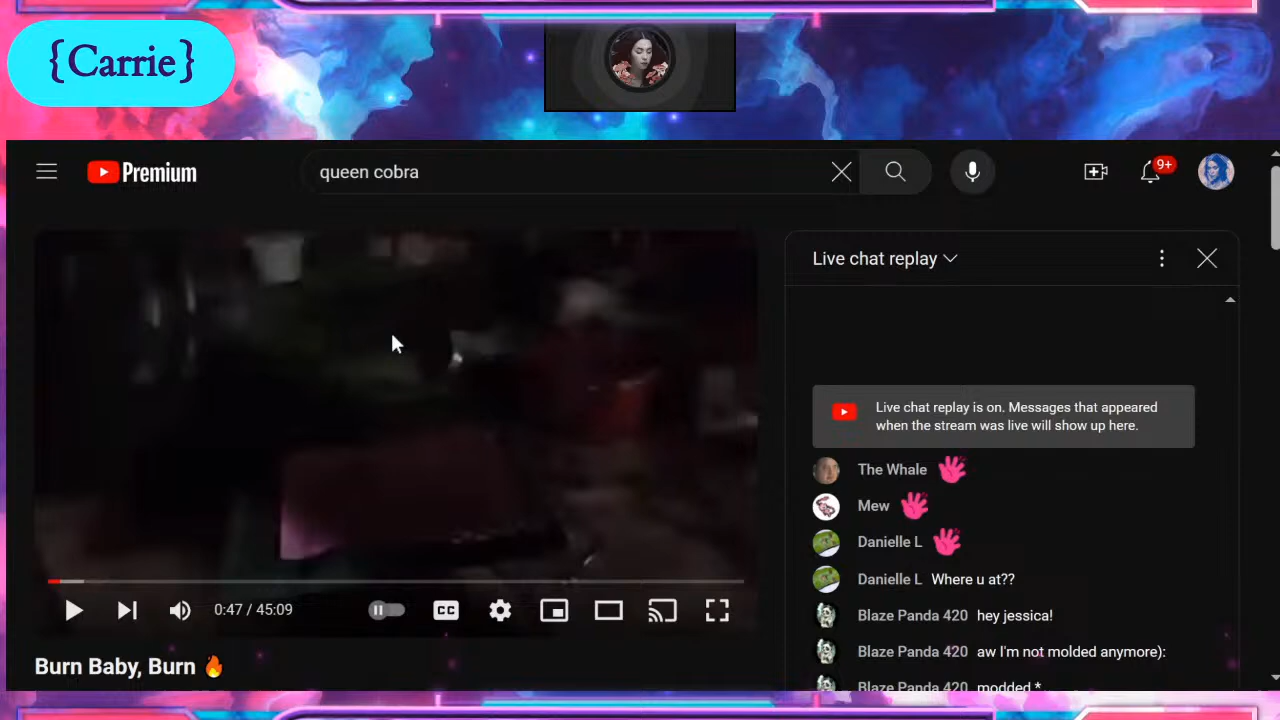 {Carrie}
Premium
queen cobra
9+
Live chat replay
Live chat replay is on. Messages that appeared
when the stream was live will show up here.
The Whale
Mew
Danielle L
Danielle L Where u at??
Blaze Panda 420 hey jessica!
Blaze Panda 420 aw I'm not molded anymore):
Blaze Panda 420 modded *
0:47 / 45:09
CC
Burn Baby, Burn 🔥